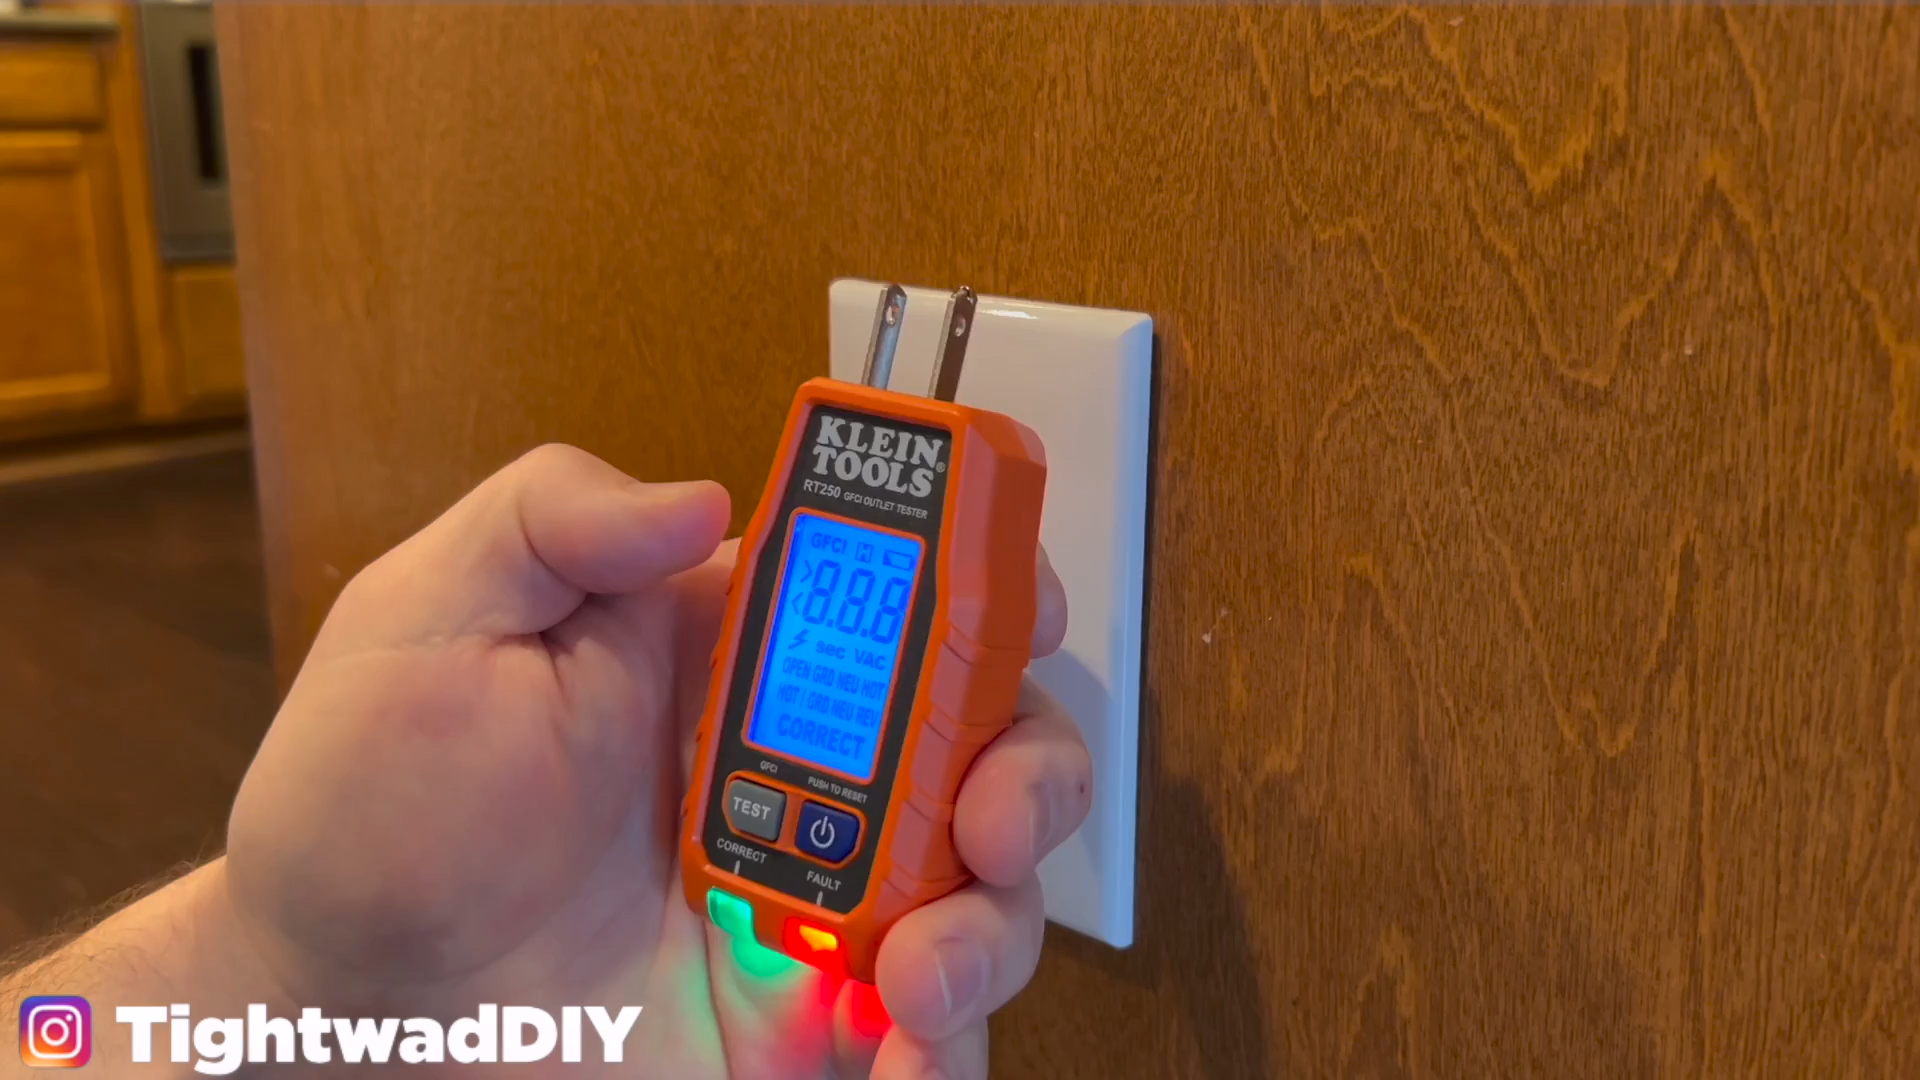 KLEIN
TOOLS®
RT250 GFCI OUTLET TESTER
GFCI H
>
<8.8.8
sec VAC
OPEN GRD NEU HOT
HOT / GRD NEU REV
CORRECT
GFCI PUSH TO RESET
TEST
CORRECT
FAULT
TightwadDIY